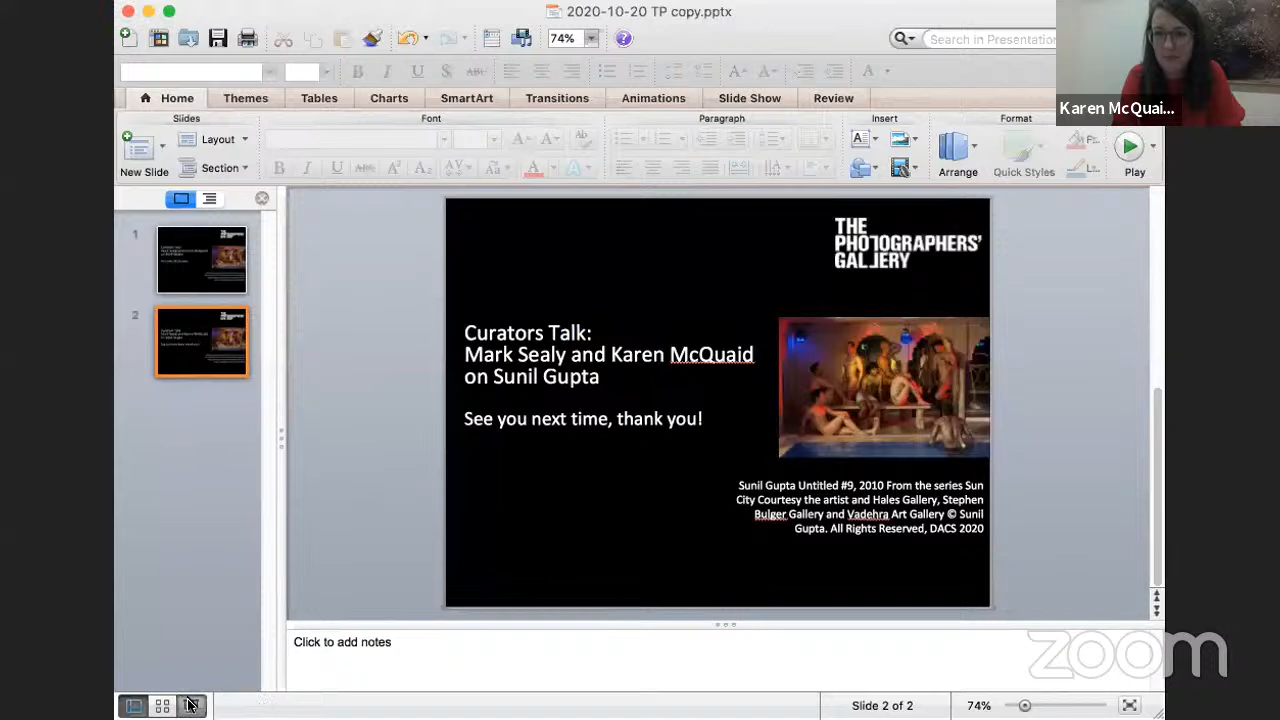 2020-10-20 TP copy.pptx
74%
Search in Presentation
Karen McQuai...
Home
Themes
Tables
Charts
SmartArt
Transitions
Animations
Slide Show
Review
Slides
Font
Paragraph
Insert
Format
Layout
Section
New Slide
Arrange
Quick Styles
Play
1
2
THE
PHOTOGRAPHERS'
GALLERY
Curators Talk:
Mark Sealy and Karen McQuaid
on Sunil Gupta
See you next time, thank you!
Sunil Gupta Untitled #9, 2010 From the series Sun
City Courtesy the artist and Hales Gallery, Stephen
Bulger Gallery and Vadehra Art Gallery © Sunil
Gupta. All Rights Reserved, DACS 2020
Click to add notes
zoom
Slide 2 of 2
74%